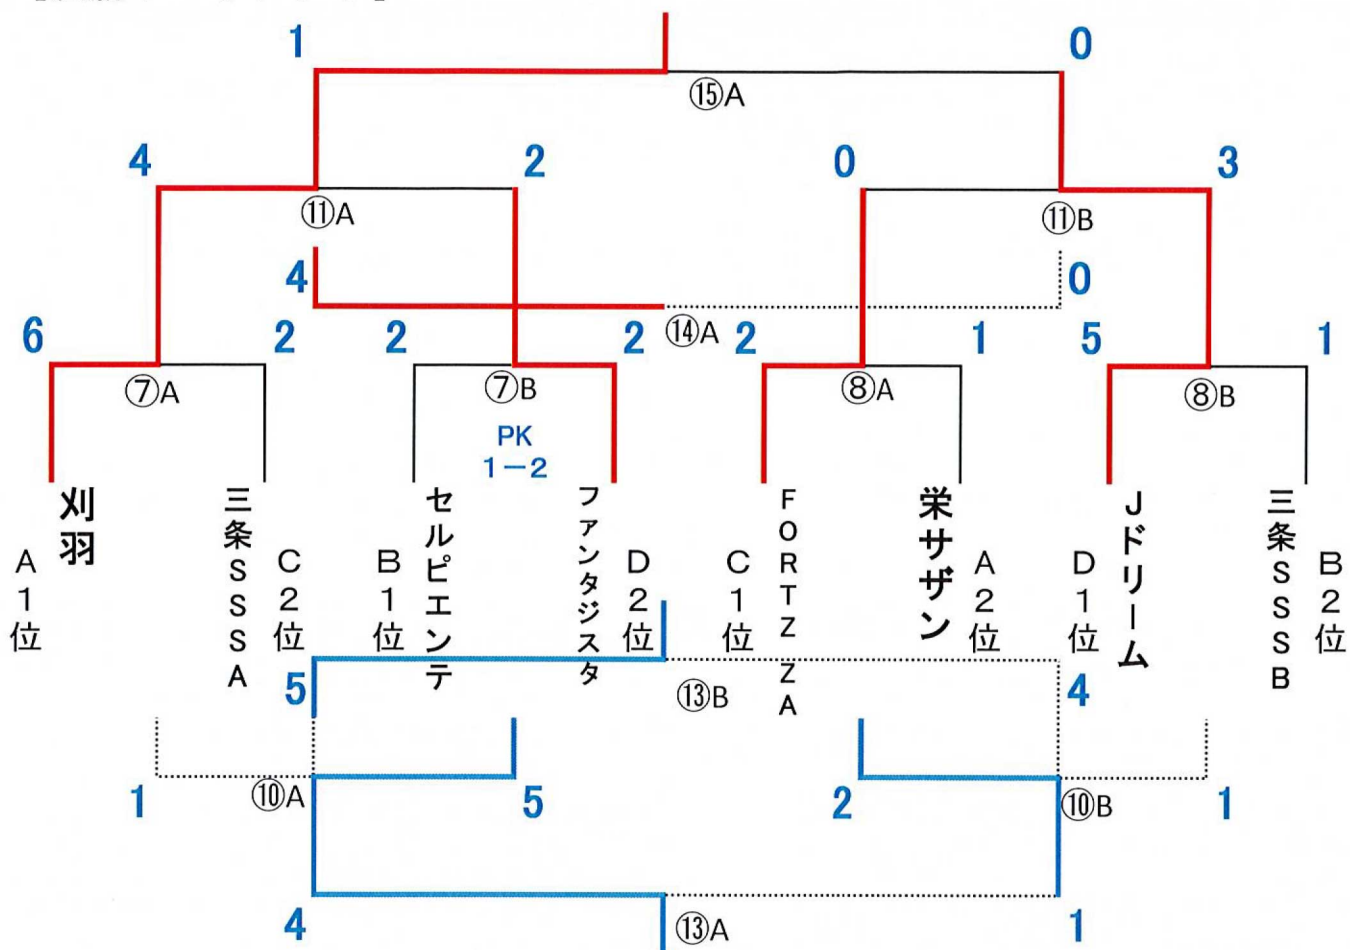 1
0
⑮A
4
2
0
3
⑪A
⑪B
4
0
⑭A
6
2
2
2
2
1
5
1
⑦A
⑦B
⑧A
⑧B
PK
1－2
刈羽
A1位
三条SSSA
C2位
セルピエンテ
B1位
ファンタジスタ
D2位
FORTZZA
C1位
栄サザン
A2位
Jドリーム
D1位
三条SSSB
B2位
5
⑬B
4
1
⑩A
5
2
⑩B
1
4
⑬A
1